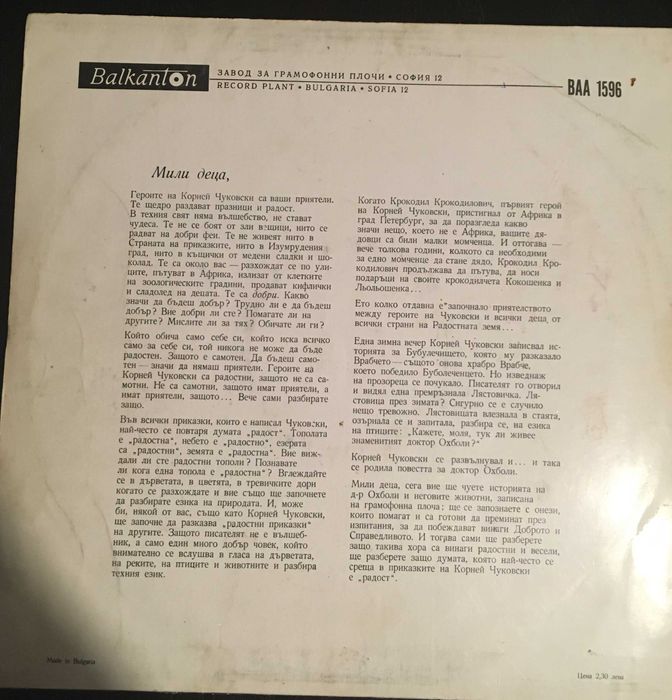 Balkanton
ЗАВОД ЗА ГРАМОФОННИ ПЛОЧИ • СОФИЯ 12
RECORD PLANT • BULGARIA • SOFIA 12
ВАА 1596
Мили деца,
Героите на Корней Чуковски са ваши приятели.
Те щедро раздават празници и радост.
В техния свят няма вълшебство, не стават
чудеса. Те не се боят от зли вещици, нито се
радват на добри феи. Те не живеят нито в
Страната на приказките, нито в Изумрудения
град, нито в къщички от медени сладки и шо-
колад. Те са около вас — разхождат се по ули-
ците, пътуват в Африка, излизат от клетките
на зоологическите градини, продават кифлички
и сладолед на децата. Те са добри. Какво
значи да бъдеш добър? Трудно ли е да бъдеш
добър? Вие добри ли сте? Помагате ли на
другите? Мислите ли за тях? Обичате ли ги?
Който обича само себе си, който иска всичко
само за себе си, той никога не може да бъде
радостен. Защото е самотен. Да бъдеш само-
тен — значи да нямаш приятели. Героите на
Корней Чуковски са радостни, защото не са са-
мотни. Не са самотни, защото имат приятели, а
имат приятели, защото... Вече сами разбирате
защо.
Във всички приказки, които е написал Чуковски,
най-често се повтаря думата „радост“. Тополата
е „радостна“, небето е „радостно“, езерата
са „радостни“, земята е „радостна“. Вие виж-
дали ли сте радостни тополи? Познавате
ли кога една топола е „радостна“? Вглеждайте
се в дърветата, в цветята, в тревичките дори
когато се разхождате и вие също ще започнете
да разбирате езика на природата. И, може
би, някой от вас, също като Корней Чуковски,
ще започне да разказва „радостни приказки“
на другите. Защото писателят не е вълшеб-
ник, а само един много добър човек, който
внимателно се вслушва в гласа на дърветата,
на реките, на птиците и животните и разбира
техния език.
Когато Крокодил Крокодилович, първият герой
на Корней Чуковски, пристигнал от Африка в
град Петербург, за да поразгледа какво
значи нещо, което не е Африка, вашите дя-
довци са били малки момченца. И оттогава —
вече толкова години, колкото са необходими
за едно момченце да стане дядо, Крокодил Кро-
кодилович продължава да пътува, да носи
подаръци на своите крокодилчета Кокошенка и
Льольошенка...
Ето колко отдавна е започнало приятелството
между героите на Чуковски и всички деца от
всички страни на Радостната земя...
Една зимна вечер Корней Чуковски записвал ис-
торията за Бубулечището, която му разказало
Врабчето — същото онова храбро Врабче,
което победило Буболеченцето. Но изведнаж
на прозореца се почукало. Писателят го отворил
и видял една премръзнала Лястовичка. Ля-
стовица през зимата? Сигурно се е случило
нещо тревожно. Лястовицата влезнала в стаята,
озърнала се и запитала, разбира се, на езика
на птиците: „Кажете, моля, тук ли живее
знаменитият доктор Охболи?“
Корней Чуковски се развълнувал и... и така
се родила повестта за доктор Охболи.
Мили деца, сега вие ще чуете историята на
д-р Охболи и неговите животни, записана
на грамофонна плоча; ще се запознаете с онези,
които помагат и са готови да преминат през
изпитания, за да побеждават винаги Доброто и
Справедливото. И тогава сами ще разберете
защо такива хора са винаги радостни и весели,
ще разберете защо думата, която най-често се
среща в приказките на Корней Чуковски
е „радост“.
Made in Bulgaria
Цена 2,30 лева